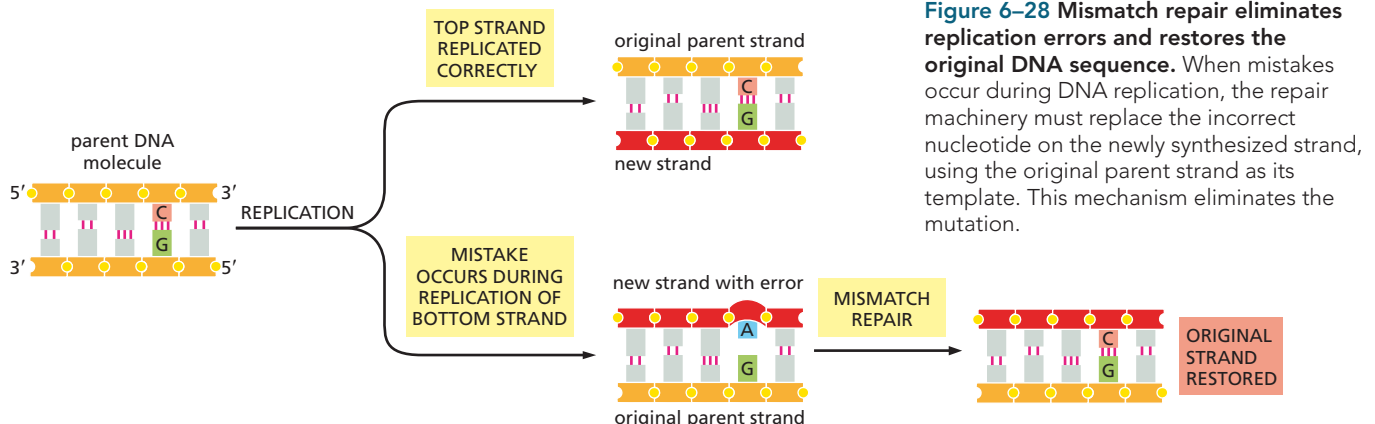 Figure 6–28 Mismatch repair eliminates
replication errors and restores the
original DNA sequence. When mistakes
occur during DNA replication, the repair
machinery must replace the incorrect
nucleotide on the newly synthesized strand,
using the original parent strand as its
template. This mechanism eliminates the
mutation.
parent DNA
molecule
5′
3′
C
G
3′
5′
REPLICATION
TOP STRAND
REPLICATED
CORRECTLY
original parent strand
C
G
new strand
MISTAKE
OCCURS DURING
REPLICATION OF
BOTTOM STRAND
new strand with error
A
G
original parent strand
MISMATCH
REPAIR
C
G
ORIGINAL
STRAND
RESTORED